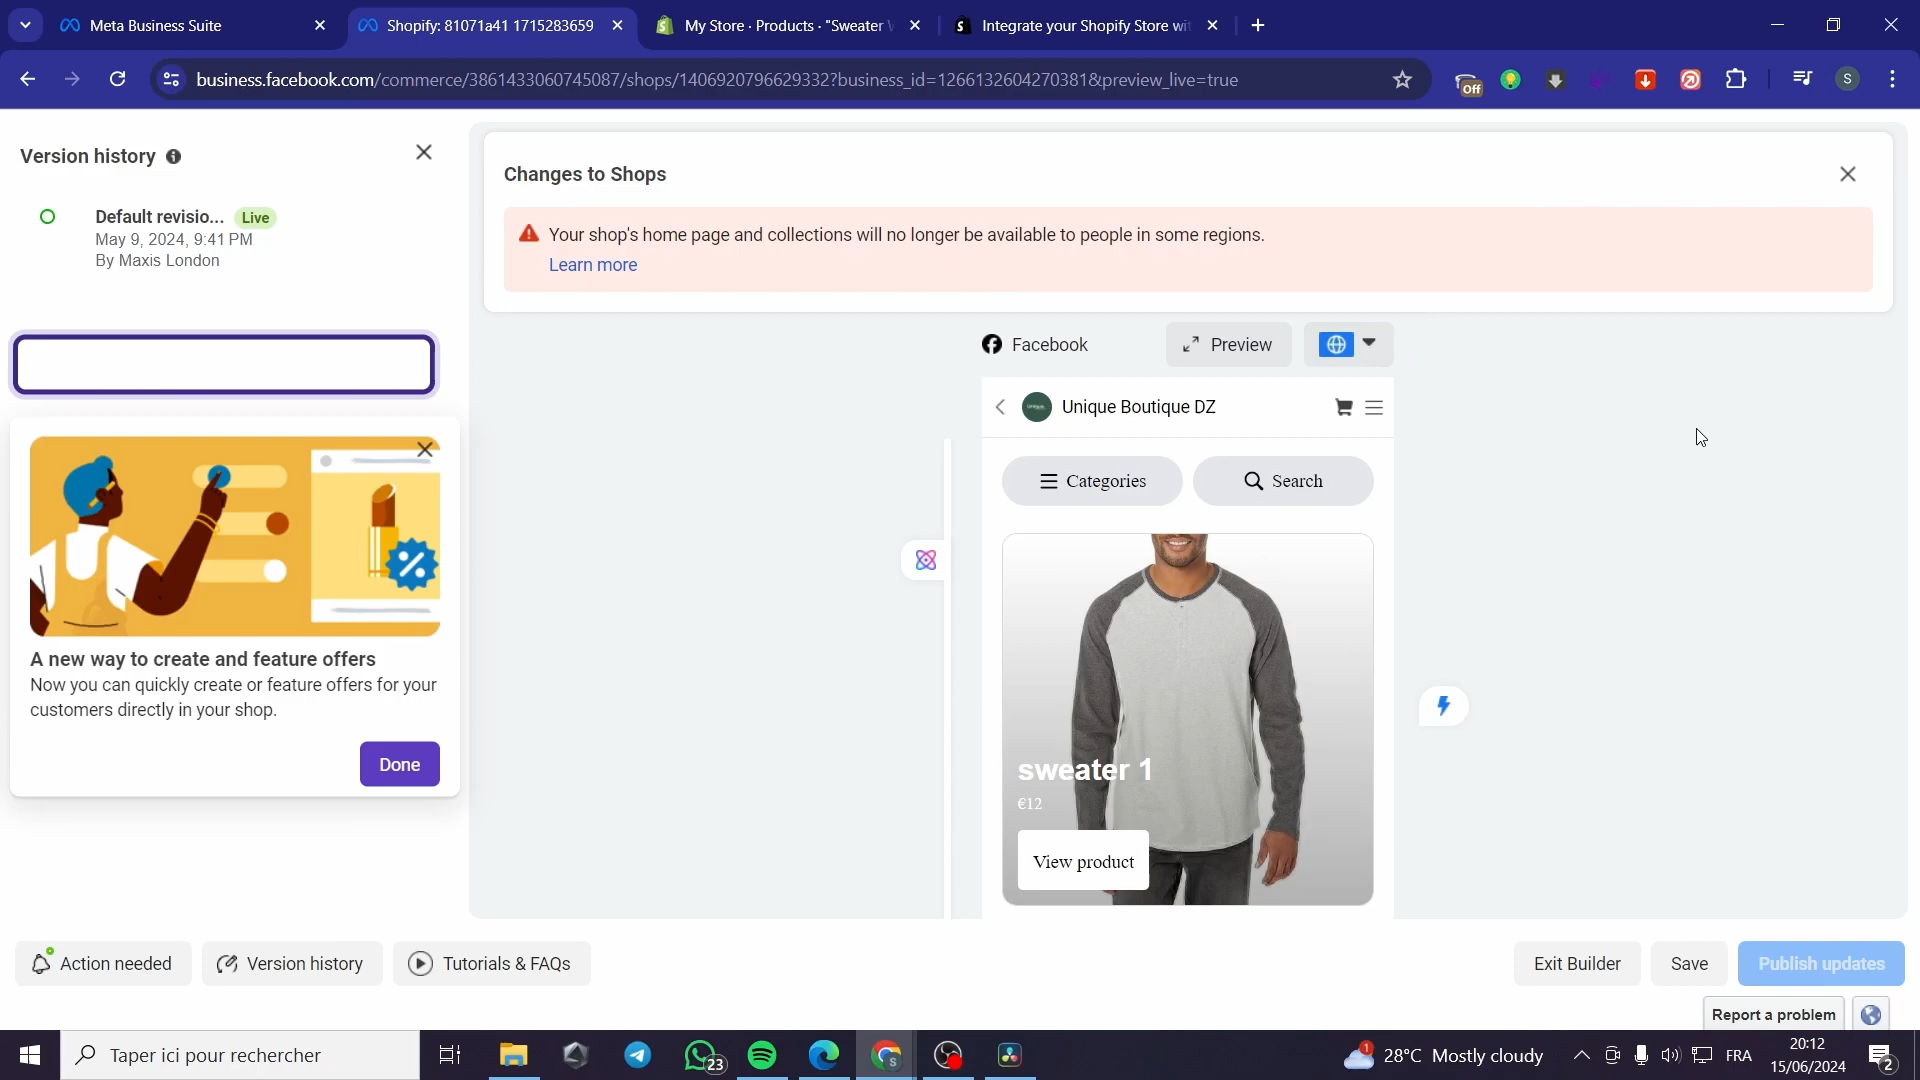 Meta Business Suite
Shopify: 81071a41 1715283659
My Store · Products · "Sweater
Integrate your Shopify Store wit
business.facebook.com/commerce/3861433060745087/shops/1406920796629332?business_id=1266132604270381&preview_live=true
Off
S
Version history
Default revisio... Live
May 9, 2024, 9:41 PM
By Maxis London
Changes to Shops
Your shop's home page and collections will no longer be available to people in some regions.
Learn more
Facebook
Preview
Unique Boutique DZ
Categories
Search
sweater 1
€12
View product
A new way to create and feature offers
Now you can quickly create or feature offers for your
customers directly in your shop.
Done
Action needed
Version history
Tutorials & FAQs
Exit Builder
Save
Publish updates
Report a problem
Taper ici pour rechercher
23
1
28°C Mostly cloudy
FRA
20:12
15/06/2024
2